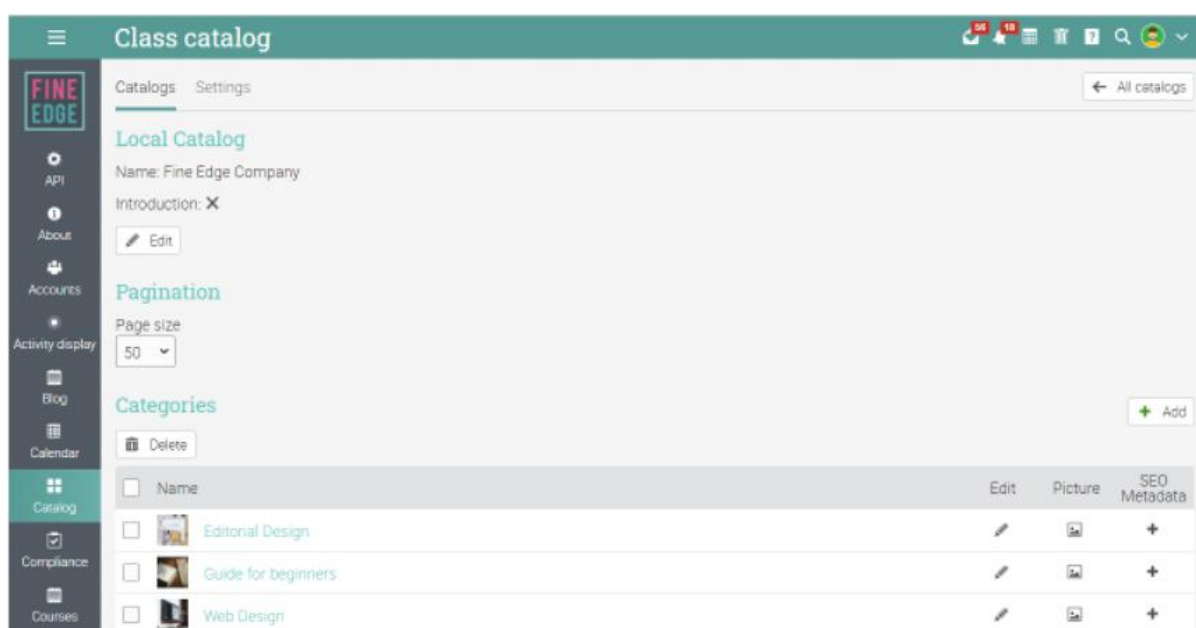 Class catalog
56
18
FINE
EDGE
API
About
Accounts
Activity display
Blog
Calendar
Catalog
Compliance
Courses
Catalogs Settings
← All catalogs
Local Catalog
Name: Fine Edge Company
Introduction: ✕
Edit
Pagination
Page size
50
Categories
+ Add
Delete
Name Edit Picture SEO Metadata
Editorial Design
Guide for beginners
Web Design